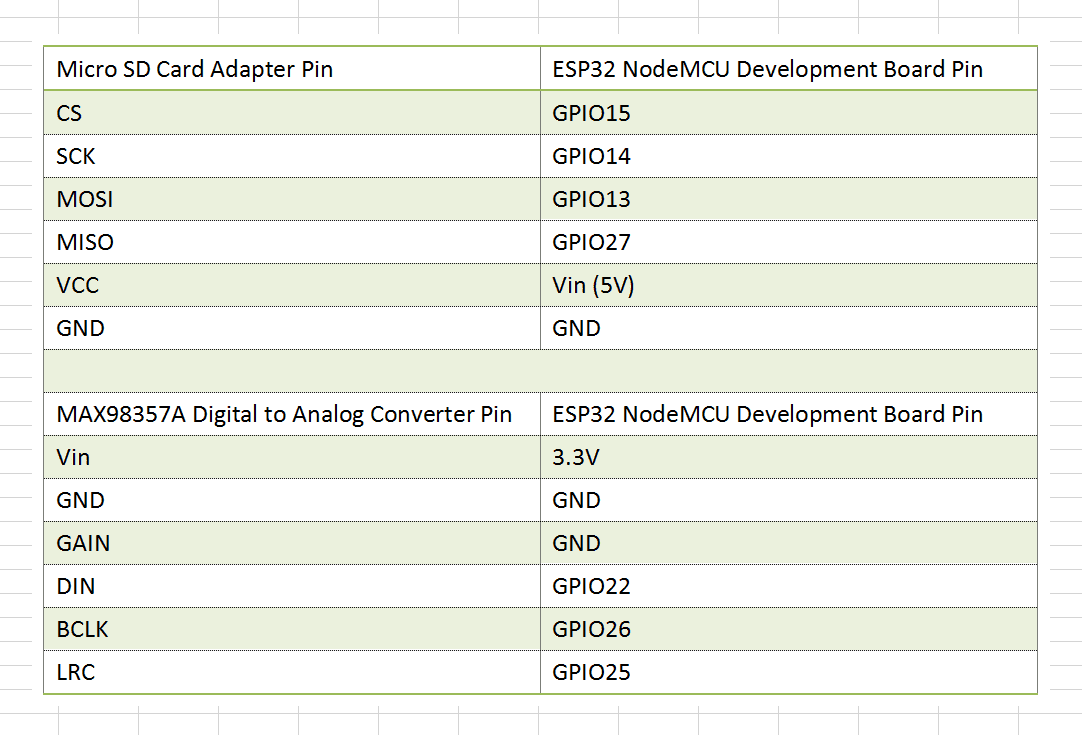 Micro SD Card Adapter Pin ESP32 NodeMCU Development Board Pin
CS GPIO15
SCK GPIO14
MOSI GPIO13
MISO GPIO27
VCC Vin (5V)
GND GND
MAX98357A Digital to Analog Converter Pin ESP32 NodeMCU Development Board Pin
Vin 3.3V
GND GND
GAIN GND
DIN GPIO22
BCLK GPIO26
LRC GPIO25